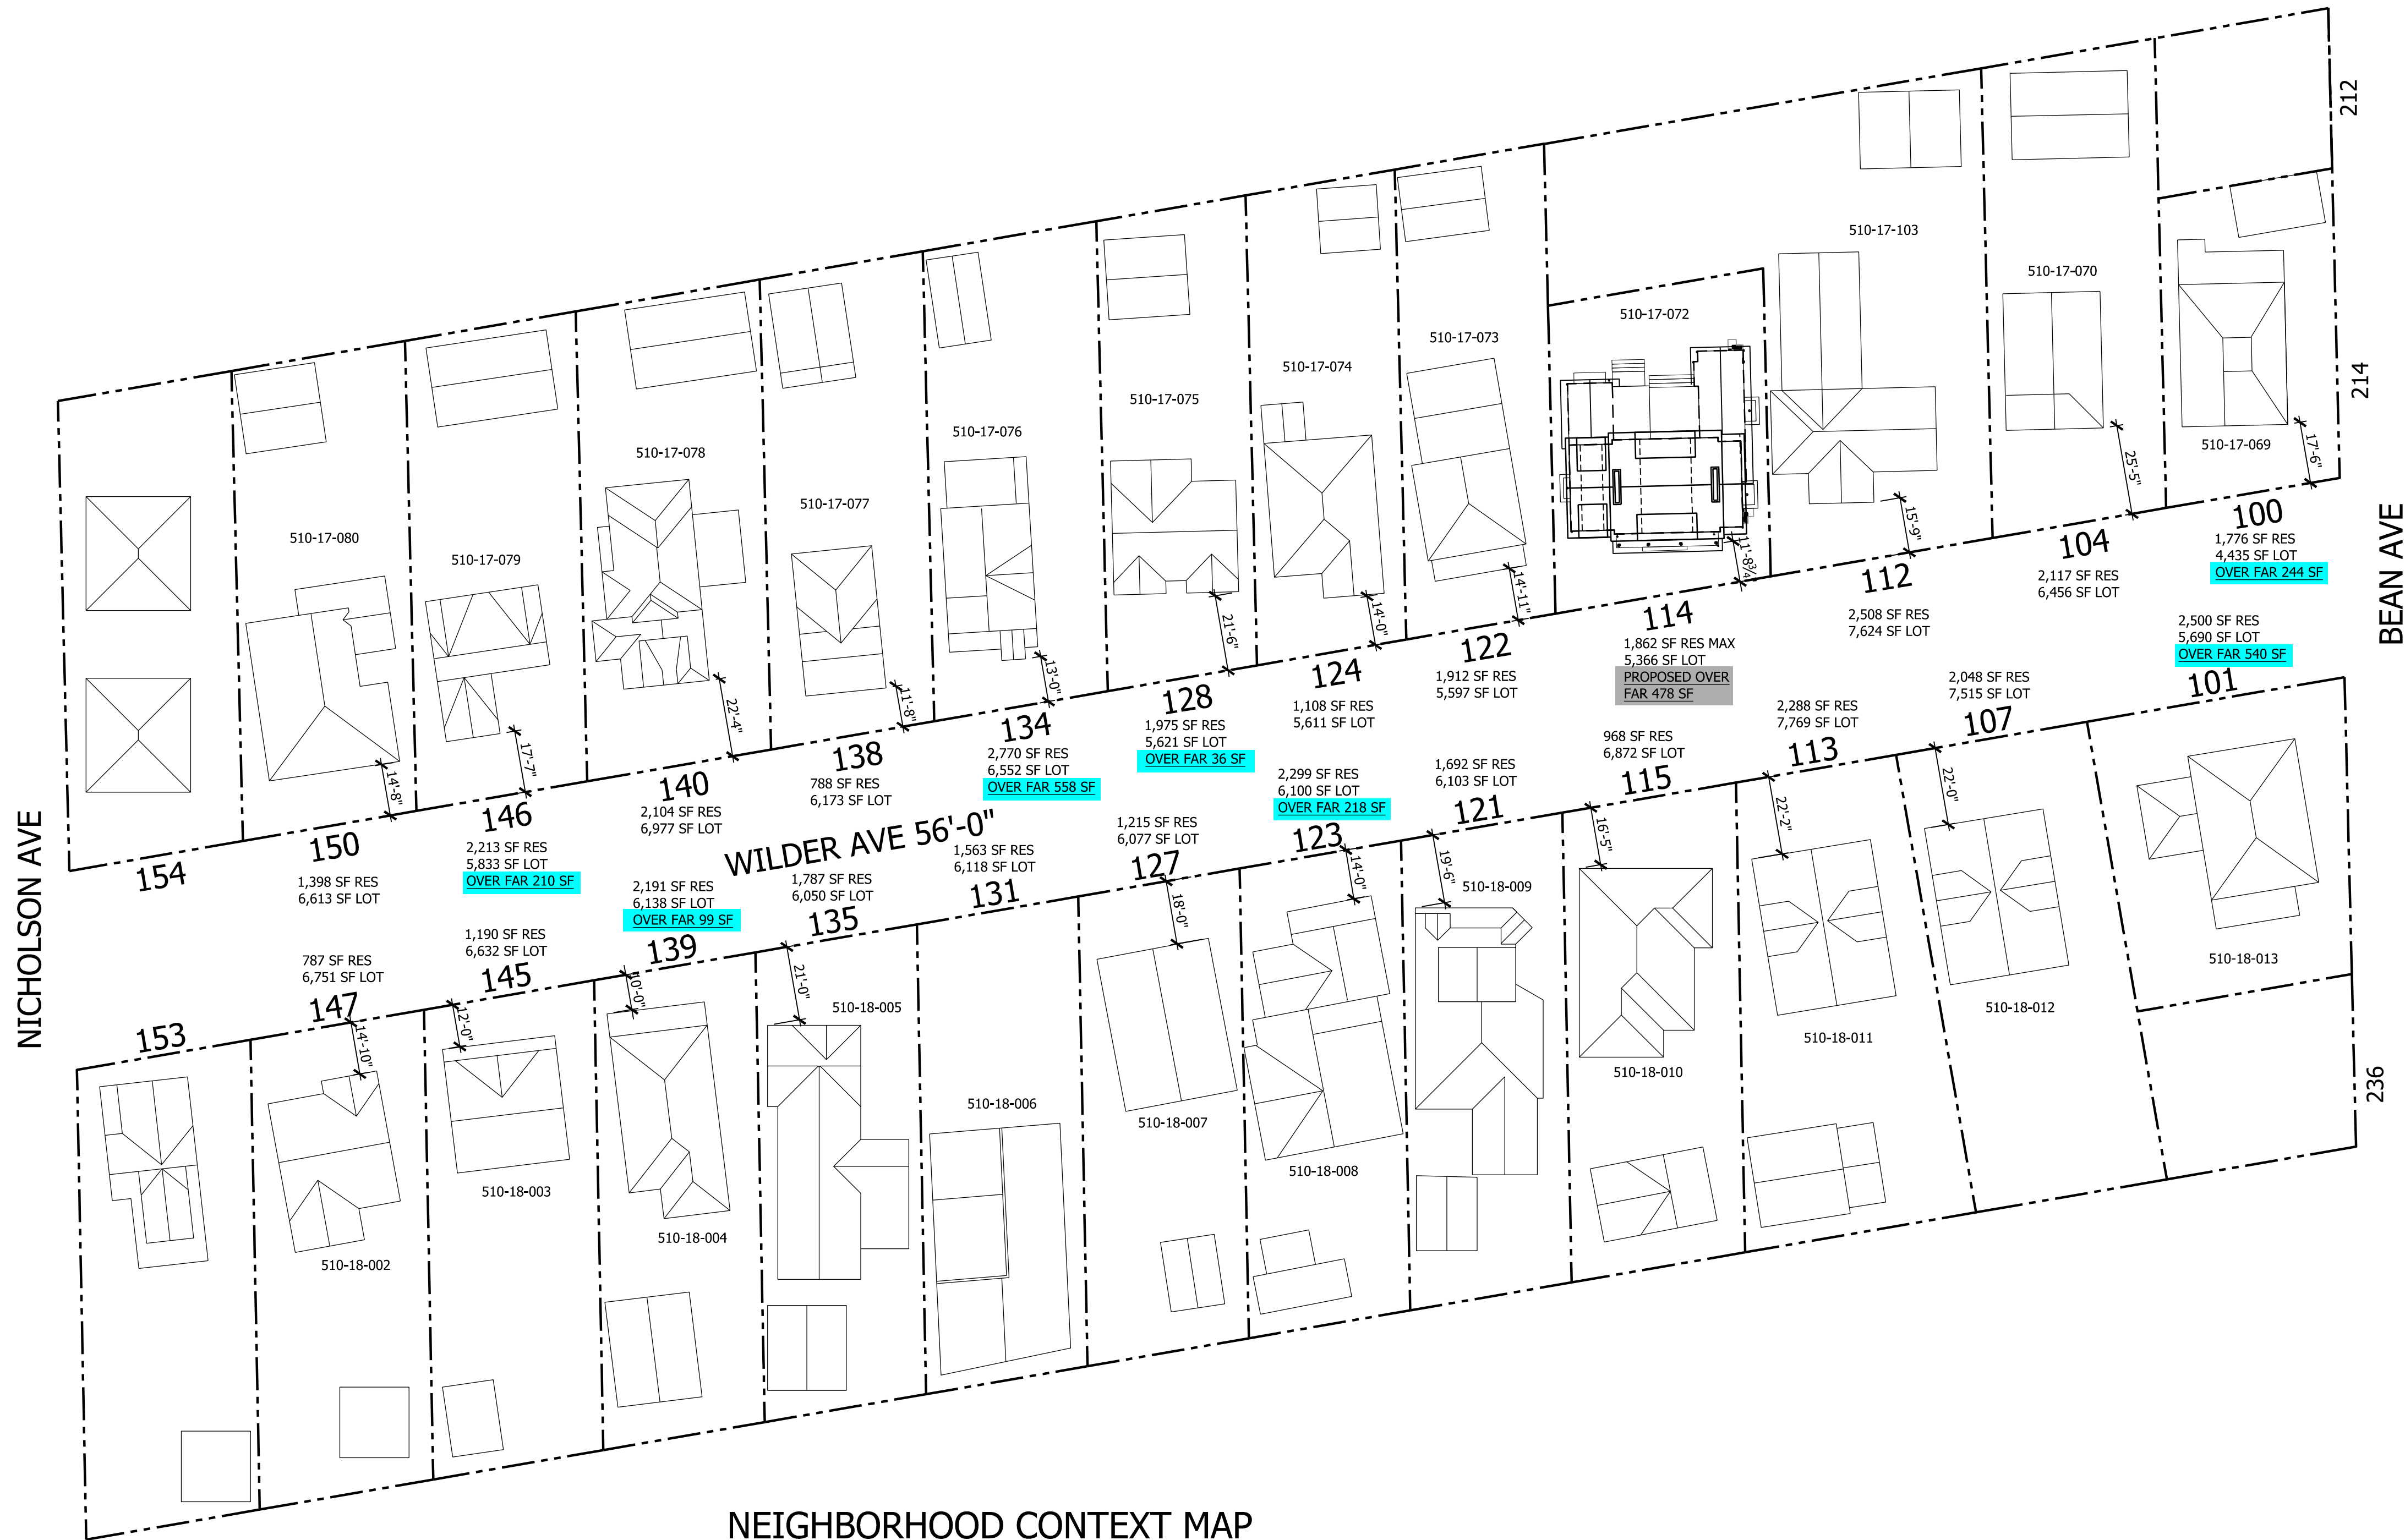 212
510-17-103
510-17-070
510-17-072
510-17-073
510-17-074
510-17-075
510-17-076
510-17-078
510-17-077
510-17-080
510-17-079
214
510-17-069
17'-6"
25'-5"
15'-9"
11'-8¾"
14'-11"
14'-0"
21'-6"
13'-0"
11'-8"
22'-4"
17'-7"
14'-8"
BEAN AVE
100
1,776 SF RES
4,435 SF LOT
OVER FAR 244 SF
104
2,117 SF RES
6,456 SF LOT
112
2,508 SF RES
7,624 SF LOT
114
1,862 SF RES MAX
5,366 SF LOT
PROPOSED OVER
FAR 478 SF
122
1,912 SF RES
5,597 SF LOT
124
1,108 SF RES
5,611 SF LOT
128
1,975 SF RES
5,621 SF LOT
OVER FAR 36 SF
134
2,770 SF RES
6,552 SF LOT
OVER FAR 558 SF
138
788 SF RES
6,173 SF LOT
140
2,104 SF RES
6,977 SF LOT
146
2,213 SF RES
5,833 SF LOT
OVER FAR 210 SF
150
1,398 SF RES
6,613 SF LOT
154
NICHOLSON AVE
WILDER AVE 56'-0"
153
787 SF RES
6,751 SF LOT
147
14'-10"
1,190 SF RES
6,632 SF LOT
145
12'-0"
2,191 SF RES
6,138 SF LOT
OVER FAR 99 SF
139
10'-0"
1,787 SF RES
6,050 SF LOT
135
21'-0"
1,563 SF RES
6,118 SF LOT
131
1,215 SF RES
6,077 SF LOT
127
18'-0"
2,299 SF RES
6,100 SF LOT
OVER FAR 218 SF
123
14'-0"
1,692 SF RES
6,103 SF LOT
121
19'-6"
968 SF RES
6,872 SF LOT
115
16'-5"
2,288 SF RES
7,769 SF LOT
113
22'-2"
2,048 SF RES
7,515 SF LOT
107
22'-0"
2,500 SF RES
5,690 SF LOT
OVER FAR 540 SF
101
510-18-002
510-18-003
510-18-004
510-18-005
510-18-006
510-18-007
510-18-008
510-18-009
510-18-010
510-18-011
510-18-012
510-18-013
236
NEIGHBORHOOD CONTEXT MAP